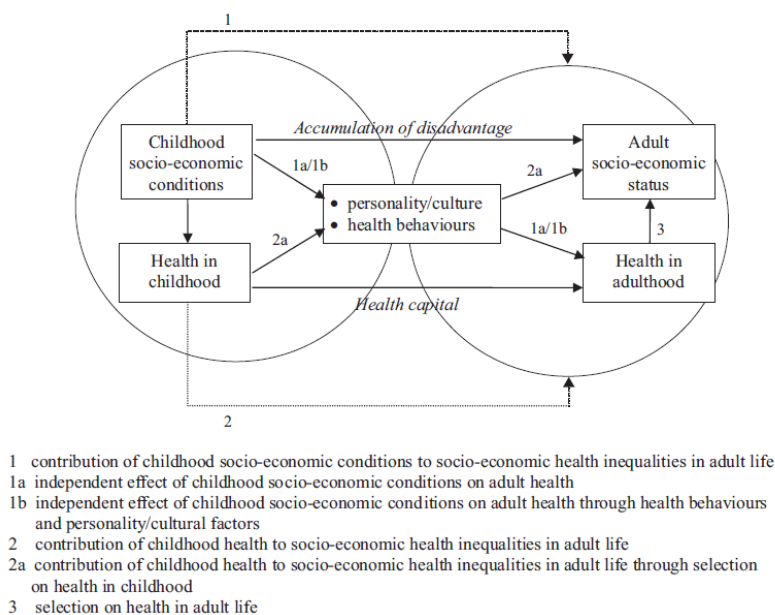 1
Accumulation of disadvantage
Childhood
socio-economic
conditions
Adult
socio-economic
status
1a/1b
2a
• personality/culture
• health behaviours
2a
1a/1b
3
Health in
childhood
Health in
adulthood
Health capital
2
1 contribution of childhood socio-economic conditions to socio-economic health inequalities in adult life
1a independent effect of childhood socio-economic conditions on adult health
1b independent effect of childhood socio-economic conditions on adult health through health behaviours
and personality/cultural factors
2 contribution of childhood health to socio-economic health inequalities in adult life
2a contribution of childhood health to socio-economic health inequalities in adult life through selection
on health in childhood
3 selection on health in adult life